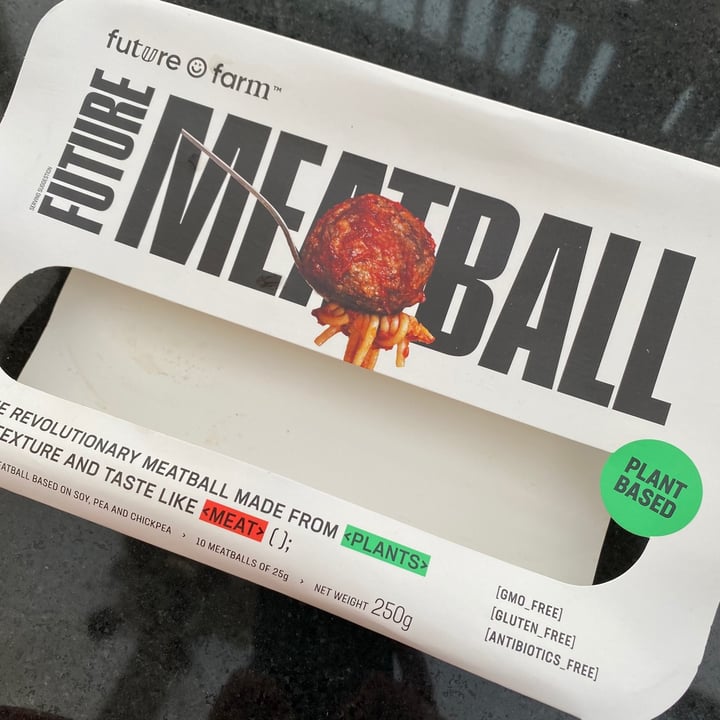 future farm™
FUTURE
MEATBALL
SERVING SUGGESTION
PLANT
BASED
REVOLUTIONARY MEATBALL MADE FROM <PLANTS>
TEXTURE AND TASTE LIKE <MEAT> ();
MEATBALL BASED ON SOY, PEA AND CHICKPEA > 10 MEATBALLS OF 25g > NET WEIGHT 250g
[GMO_FREE]
[GLUTEN_FREE]
[ANTIBIOTICS_FREE]